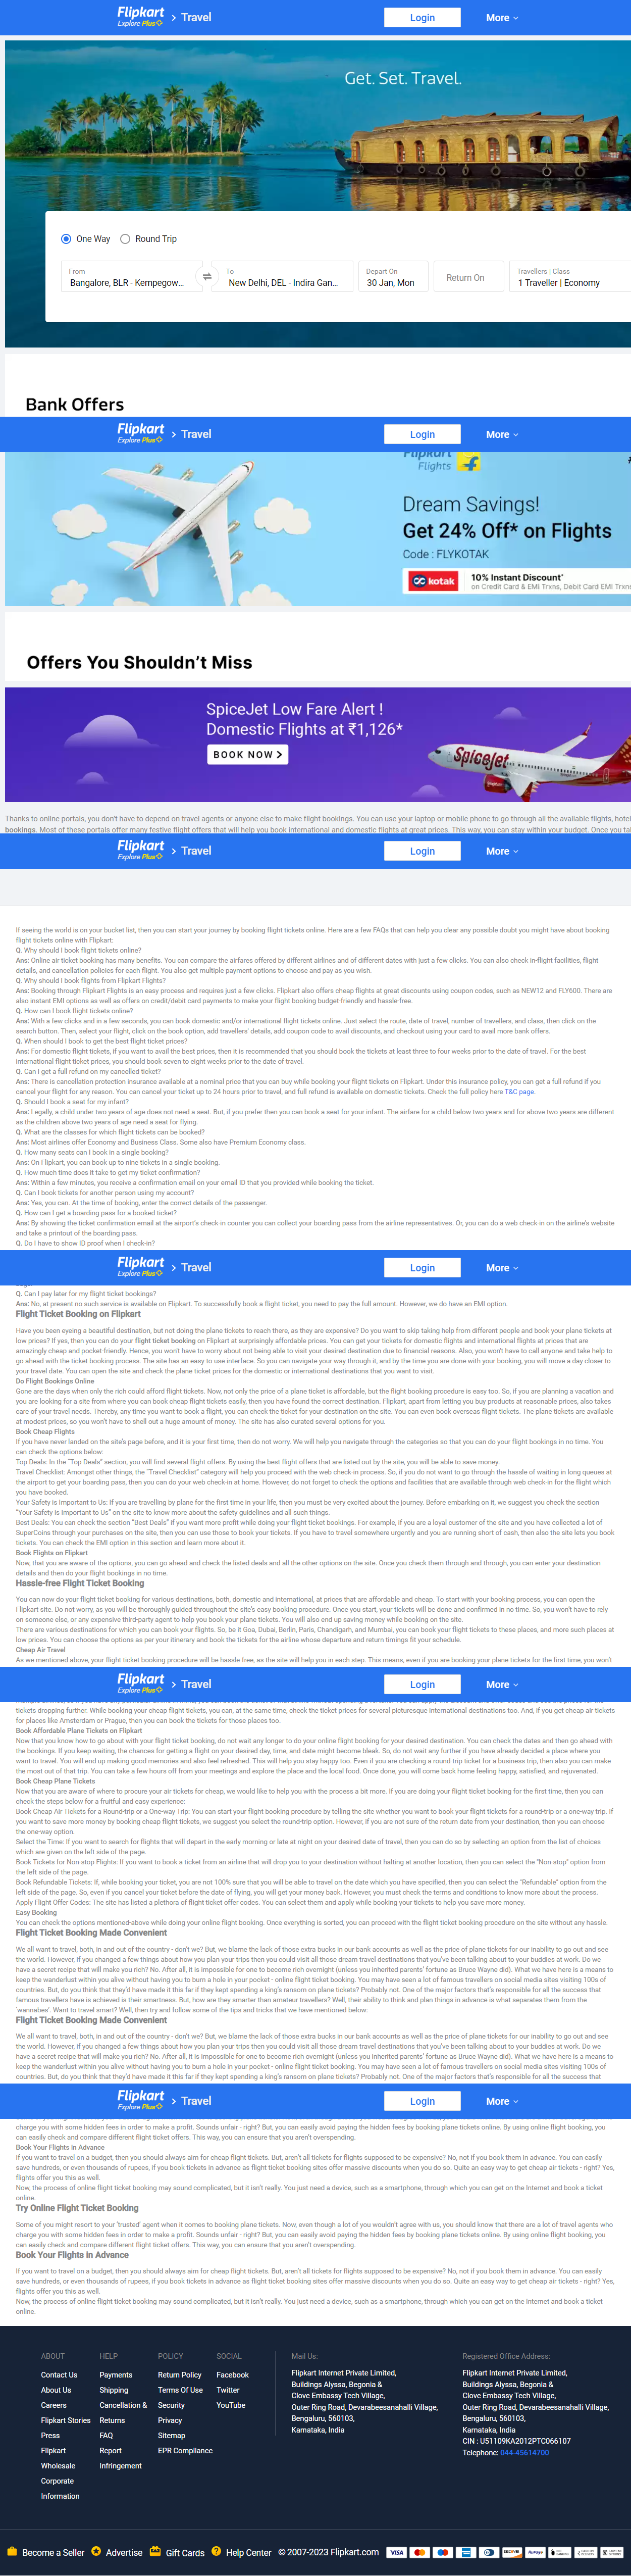 Flipkart
Explore Plus
Travel
Login
More
Get. Set. Travel.
One Way
Round Trip
From
Bangalore, BLR - Kempegow...
To
New Delhi, DEL - Indira Gan...
Depart On
30 Jan, Mon
Return On
Travellers | Class
1 Traveller | Economy
Bank Offers
Flipkart
Explore Plus
Travel
Login
More
Flipkart
Flights
Dream Savings!
Get 24% Off* on Flights
Code : FLYKOTAK
kotak
10% Instant Discount*
on Credit & EMI Trxns, Debit Card EMI Trxns
Offers You Shouldn't Miss
SpiceJet Low Fare Alert !
Domestic Flights at ₹1,126*
BOOK NOW
SpiceJet
Thanks to online portals, you don't have to depend on travel agents or anyone else to make flight bookings. You can use your laptop or mobile phone to go through all the available flights, hotel
bookings. Most of these portals offer many festive flight offers that will help you book international and domestic flights at great prices. This way, you can stay within your budget. Once you tal
Flipkart
Explore Plus
Travel
Login
More
If seeing the world is on your bucket list, then you can start your journey by booking flight tickets online. Here are a few FAQs that can help you clear any possible doubt you might have about booking
flight tickets online with Flipkart:
Q. Why should I book flight tickets online?
Ans: Online air ticket booking has many benefits. You can compare the airfares offered by different airlines and of different dates with just a few clicks. You can also check in-flight facilities, flight
details, and cancellation policies for each flight. You also get multiple payment options to choose and pay as you wish.
Q. Why should I book flights from Flipkart Flights?
Ans: Booking through Flipkart Flights is an easy process and requires just a few clicks. Flipkart also offers cheap flights at great discounts using coupon codes, such as NEW12 and FLY600. There are
also instant EMI options as well as offers on credit/debit card payments to make your flight booking budget-friendly and hassle-free.
Q. How can I book flight tickets online?
Ans: With a few clicks and in a few seconds, you can book domestic and/or international flight tickets online. Just select the route, date of travel, number of travellers, and class, then click on the
search button. Then, select your flight, click on the book option, add travellers' details, add coupon code to avail discounts, and checkout using your card to avail more bank offers.
Q. When should I book to get the best flight ticket prices?
Ans: For domestic flight tickets, if you want to avail the best prices, then it is recommended that you should book the tickets at least three to four weeks prior to the date of travel. For the best
international flight ticket prices, you should book seven to eight weeks prior to the date of travel.
Q. Can I get a full refund on my cancelled ticket?
Ans: There is cancellation protection insurance available at a nominal price that you can buy while booking your flight tickets on Flipkart. Under this insurance policy, you can get a full refund if you
cancel your flight for any reason. You can cancel your ticket up to 24 hours prior to travel, and full refund is available on domestic tickets. Check the full policy here T&C page.
Q. Should I book a seat for my infant?
Ans: Legally, a child under two years of age does not need a seat. But, if you prefer then you can book a seat for your infant. The airfare for a child below two years and for above two years are different
as the children above two years of age need a seat for flying.
Q. What are the classes for which flight tickets can be booked?
Ans: Most airlines offer Economy and Business Class. Some also have Premium Economy class.
Q. How many seats can I book in a single booking?
Ans: On Flipkart, you can book up to nine tickets in a single booking.
Q. How much time does it take to get my ticket confirmation?
Ans: Within a few minutes, you receive a confirmation email on your email ID that you provided while booking the ticket.
Q. Can I book tickets for another person using my account?
Ans: Yes, you can. At the time of booking, enter the correct details of the passenger.
Q. How can I get a boarding pass for a booked ticket?
Ans: By showing the ticket confirmation email at the airport's check-in counter you can collect your boarding pass from the airline representatives. Or, you can do a web check-in on the airline's website
and take a printout of the boarding pass.
Q. Do I have to show ID proof when I check-in?
Flipkart
Explore Plus
Travel
Login
More
Q. Can I pay later for my flight ticket bookings?
Ans: No, at present no such service is available on Flipkart. To successfully book a flight ticket, you need to pay the full amount. However, we do have an EMI option.
Flight Ticket Booking on Flipkart
Have you been eyeing a beautiful destination, but not doing the plane tickets to reach there, as they are expensive? Do you want to skip taking help from different people and book your plane tickets at
low prices? If yes, then you can do your flight ticket booking on Flipkart at surprisingly affordable prices. You can get your tickets for domestic flights and international flights at prices that are
amazingly cheap and pocket-friendly. Hence, you won't have to worry about not being able to visit your desired destination due to financial reasons. Also, you won't have to call anyone and take help to
go ahead with the ticket booking process. The site has an easy-to-use interface. So you can navigate your way through it, and by the time you are done with your booking, you will move a day closer to
your travel date. You can open the site and check the plane ticket prices for the domestic or international destinations that you want to visit.
Do Flight Bookings Online
Gone are the days when only the rich could afford flight tickets. Now, not only the price of a plane ticket is affordable, but the flight booking procedure is easy too. So, if you are planning a vacation and
you are looking for a site from where you can book cheap flight tickets easily, then you have found the correct destination. Flipkart, apart from letting you buy products at reasonable prices, also takes
care of your travel needs. Thereby, any time you want to book a flight, you can check the ticket for your destination on the site. You can even book overseas flight tickets. The plane tickets are available
at modest prices, so you won't have to shell out a huge amount of money. The site has also curated several options for you.
Book Cheap Flights
If you have never landed on the site's page before, and it is your first time, then do not worry. We will help you navigate through the categories so that you can do your flight bookings in no time. You
can check the options below:
Top Deals: In the "Top Deals" section, you will find several flight offers. By using the best flight offers that are listed out by the site, you will be able to save money.
Travel Checklist: Amongst other things, the "Travel Checklist" category will help you proceed with the web check-in process. So, if you do not want to go through the hassle of waiting in long queues at
the airport to get your boarding pass, then you can do your web check-in at home. However, do not forget to check the options and facilities that are available through web check-in for the flight which
you have booked.
Your Safety is Important to Us: If you are travelling by plane for the first time in your life, then you must be very excited about the journey. Before embarking on it, we suggest you check the section
"Your Safety is Important to Us" on the site to know more about the safety guidelines and all such things.
Best Deals: You can check the section "Best Deals" if you want more profit while doing your flight ticket bookings. For example, if you are a loyal customer of the site and you have collected a lot of
SuperCoins through your purchases on the site, then you can use those to book your tickets. If you have to travel somewhere urgently and you are running short of cash, then also the site lets you book
tickets. You can check the EMI option in this section and learn more about it.
Book Flights on Flipkart
Now, that you are aware of the options, you can go ahead and check the listed deals and all the other options on the site. Once you check them through and through, you can enter your destination
details and then do your flight bookings in no time.
Hassle-free Flight Ticket Booking
You can now do your flight ticket booking for various destinations, both, domestic and international, at prices that are affordable and cheap. To start with your booking process, you can open the
Flipkart site. Do not worry, as you will be thoroughly guided throughout the site's easy booking procedure. Once you start, your tickets will be done and confirmed in no time. So, you won't have to rely
on someone else, or any expensive third-party agent to help you book your plane tickets. You will also end up saving money while booking on the site.
There are various destinations for which you can book your flights. So, be it Goa, Dubai, Berlin, Paris, Chandigarh, and Mumbai, you can book your flight tickets to these places, and more such places at
low prices. You can choose the options as per your itinerary and book the tickets for the airline whose departure and return timings fit your schedule.
Cheap Air Travel
As we mentioned above, your flight ticket booking procedure will be hassle-free, as the site will help you in each step. This means, even if you are booking your plane tickets for the first time, you won't
Flipkart
Explore Plus
Travel
Login
More
tickets dropping further. While booking your cheap flight tickets, you can, at the same time, check the ticket prices for several picturesque international destinations too. And, if you get cheap air tickets
for places like Amsterdam or Prague, then you can book the tickets for those places too.
Book Affordable Plane Tickets on Flipkart
Now that you know how to go about with your flight ticket booking, do not wait any longer to do your online flight booking for your desired destination. You can check the dates and then go ahead with
the bookings. If you keep waiting, the chances for getting a flight on your desired day, time, and date might become bleak. So, do not wait any further if you have already decided a place where you
want to travel. You will end up making good memories and also feel refreshed. This will help you stay happy too. Even if you are checking a round-trip ticket for a business trip, then also you can make
the most out of that trip. You can take a few hours off from your meetings and explore the place and the local food. Once done, you will come back home feeling happy, satisfied, and rejuvenated.
Book Cheap Plane Tickets
Now that you are aware of where to procure your air tickets for cheap, we would like to help you with the process a bit more. If you are doing your flight ticket booking for the first time, then you can
check the steps below for a fruitful and easy experience:
Book Cheap Air Tickets for a Round-trip or a One-way Trip: You can start your flight booking procedure by telling the site whether you want to book your flight tickets for a round-trip or a one-way trip. If
you want to save more money by booking cheap flight tickets, we suggest you select the round-trip option. However, if you are not sure of the return date from your destination, then you can choose
the one-way option.
Select the Time: If you want to search for flights that will depart in the early morning or late at night on your desired date of travel, then you can do so by selecting an option from the list of choices
which are given on the left side of the page.
Book Tickets for Non-stop Flights: If you want to book a ticket from an airline that will drop you to your destination without halting at another location, then you can select the "Non-stop" option from
the left side of the page.
Book Refundable Tickets: If, while booking your ticket, you are not 100% sure that you will be able to travel on the date which you have specified, then you can select the "Refundable" option from the
left side of the page. So, even if you cancel your ticket before the date of flying, you will get your money back. However, you must check the terms and conditions to know more about the process.
Apply Flight Offer Codes: The site has listed a plethora of flight ticket offer codes. You can select them and apply while booking your tickets to help you save more money.
Easy Booking
You can check the options mentioned-above while doing your online flight booking. Once everything is sorted, you can proceed with the flight ticket booking procedure on the site without any hassle.
Flight Ticket Booking Made Convenient
We all want to travel, both, in and out of the country - don't we? But, we blame the lack of those extra bucks in our bank accounts as well as the price of plane tickets for our inability to go out and see
the world. However, if you changed a few things about how you plan your trips then you could visit all those dream travel destinations that you've been talking about to your buddies at work. Do we
have a secret recipe that will make you rich? No. After all, it is impossible for one to become rich overnight (unless you inherited parents' fortune as Bruce Wayne did). What we have here is a means to
keep the wanderlust within you alive without having you to burn a hole in your pocket - online flight ticket booking. You may have seen a lot of famous travellers on social media sites visiting 100s of
countries. But, do you think that they'd have made it this far if they kept spending a king's ransom on plane tickets? Probably not. One of the major factors that's responsible for all the success that
famous travellers have is achieved is their smartness. But, how are they smarter than amateur travellers? Well, their ability to think and plan things in advance is what separates them from the
'wannabes'. Want to travel smart? Well, then try and follow some of the tips and tricks that we have mentioned below:
Flight Ticket Booking Made Convenient
We all want to travel, both, in and out of the country - don't we? But, we blame the lack of those extra bucks in our bank accounts as well as the price of plane tickets for our inability to go out and see
the world. However, if you changed a few things about how you plan your trips then you could visit all those dream travel destinations that you've been talking about to your buddies at work. Do we
have a secret recipe that will make you rich? No. After all, it is impossible for one to become rich overnight (unless you inherited parents' fortune as Bruce Wayne did). What we have here is a means to
keep the wanderlust within you alive without having you to burn a hole in your pocket - online flight ticket booking. You may have seen a lot of famous travellers on social media sites visiting 100s of
countries. But, do you think that they'd have made it this far if they kept spending a king's ransom on plane tickets? Probably not. One of the major factors that's responsible for all the success that
Flipkart
Explore Plus
Travel
Login
More
charge you with some hidden fees in order to make a profit. Sounds unfair - right? But, you can easily avoid paying the hidden fees by booking plane tickets online. By using online flight booking, you
can easily check and compare different flight ticket offers. This way, you can ensure that you aren't overspending.
Book Your Flights in Advance
If you want to travel on a budget, then you should always aim for cheap flight tickets. But, aren't all tickets for flights supposed to be expensive? No, not if you book them in advance. You can easily
save hundreds, or even thousands of rupees, if you book tickets in advance as flight ticket booking sites offer massive discounts when you do so. Quite an easy way to get cheap air tickets - right? Yes,
flights offer you this as well.
Now, the process of online flight ticket booking may sound complicated, but it isn't really. You just need a device, such as a smartphone, through which you can get on the Internet and book a ticket
online.
Try Online Flight Ticket Booking
Some of you might resort to your 'trusted' agent when it comes to booking plane tickets. Now, even though a lot of you wouldn't agree with us, you should know that there are a lot of travel agents who
charge you with some hidden fees in order to make a profit. Sounds unfair - right? But, you can easily avoid paying the hidden fees by booking plane tickets online. By using online flight booking, you
can easily check and compare different flight ticket offers. This way, you can ensure that you aren't overspending.
Book Your Flights in Advance
If you want to travel on a budget, then you should always aim for cheap flight tickets. But, aren't all tickets for flights supposed to be expensive? No, not if you book them in advance. You can easily
save hundreds, or even thousands of rupees, if you book tickets in advance as flight ticket booking sites offer massive discounts when you do so. Quite an easy way to get cheap air tickets - right? Yes,
flights offer you this as well.
Now, the process of online flight ticket booking may sound complicated, but it isn't really. You just need a device, such as a smartphone, through which you can get on the Internet and book a ticket
online.
ABOUT
Contact Us
About Us
Careers
Flipkart Stories
Press
Flipkart
Wholesale
Corporate
Information
HELP
Payments
Shipping
Cancellation &
Returns
FAQ
Report
Infringement
POLICY
Return Policy
Terms Of Use
Security
Privacy
Sitemap
EPR Compliance
SOCIAL
Facebook
Twitter
YouTube
Mail Us:
Flipkart Internet Private Limited,
Buildings Alyssa, Begonia &
Clove Embassy Tech Village,
Outer Ring Road, Devarabeesanahalli Village,
Bengaluru, 560103,
Karnataka, India
Registered Office Address:
Flipkart Internet Private Limited,
Buildings Alyssa, Begonia &
Clove Embassy Tech Village,
Outer Ring Road, Devarabeesanahalli Village,
Bengaluru, 560103,
Karnataka, India
CIN : U51109KA2012PTC066107
Telephone: 044-45614700
Become a Seller
Advertise
Gift Cards
Help Center
© 2007-2023 Flipkart.com
VISA
DISCOVER
RuPay